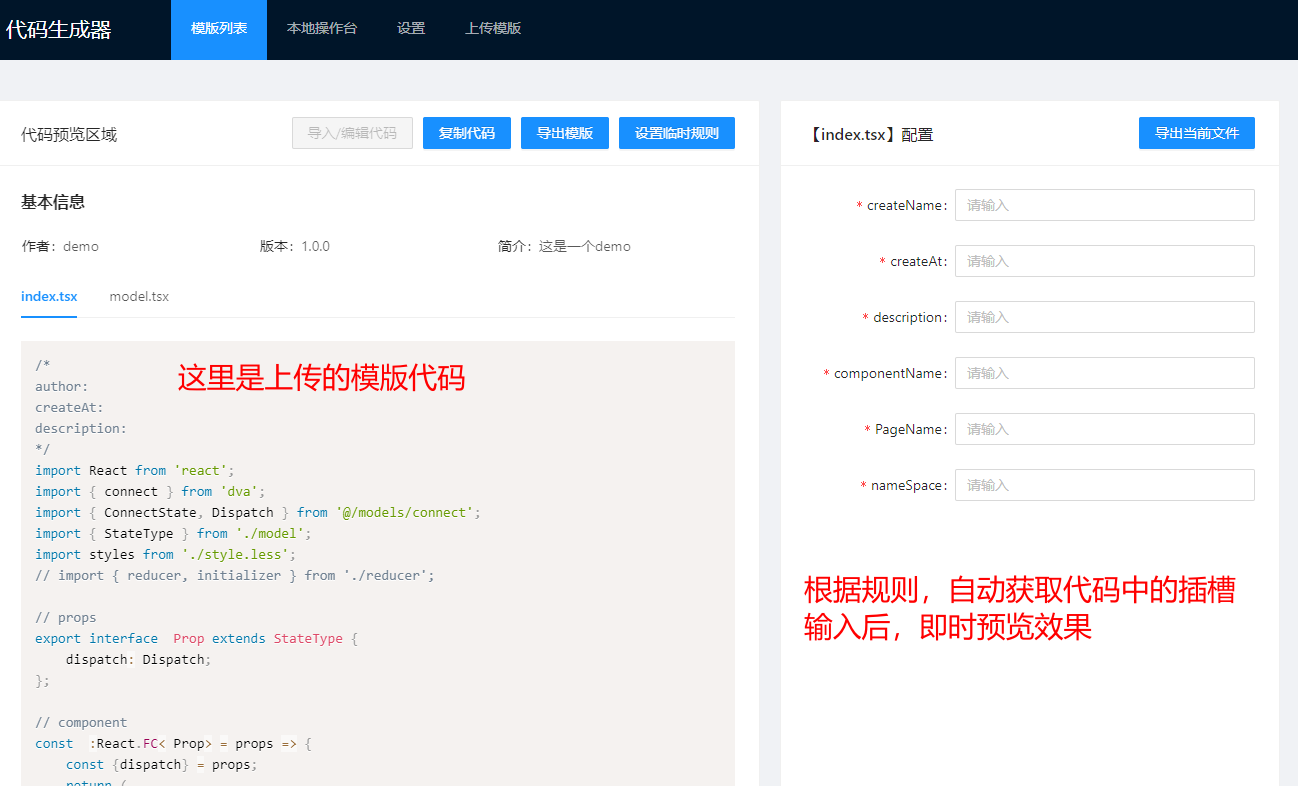 代码生成器 模版列表 本地操作台 设置 上传模版
代码预览区域 导入/编辑代码 复制代码 导出模版 设置临时规则
基本信息
作者：demo 版本：1.0.0 简介：这是一个demo
index.tsx model.tsx
/*
author:
createAt:
description:
*/
import React from 'react';
import { connect } from 'dva';
import { ConnectState, Dispatch } from '@/models/connect';
import { StateType } from './model';
import styles from './style.less';
// import { reducer, initializer } from './reducer';
// props
export interface  Prop extends StateType {
    dispatch: Dispatch;
};
// component
const  :React.FC< Prop> = props => {
    const {dispatch} = props;
    return (
这里是上传的模版代码
【index.tsx】配置 导出当前文件
* createName: 请输入
* createAt: 请输入
* description: 请输入
* componentName: 请输入
* PageName: 请输入
* nameSpace: 请输入
根据规则，自动获取代码中的插槽
输入后，即时预览效果